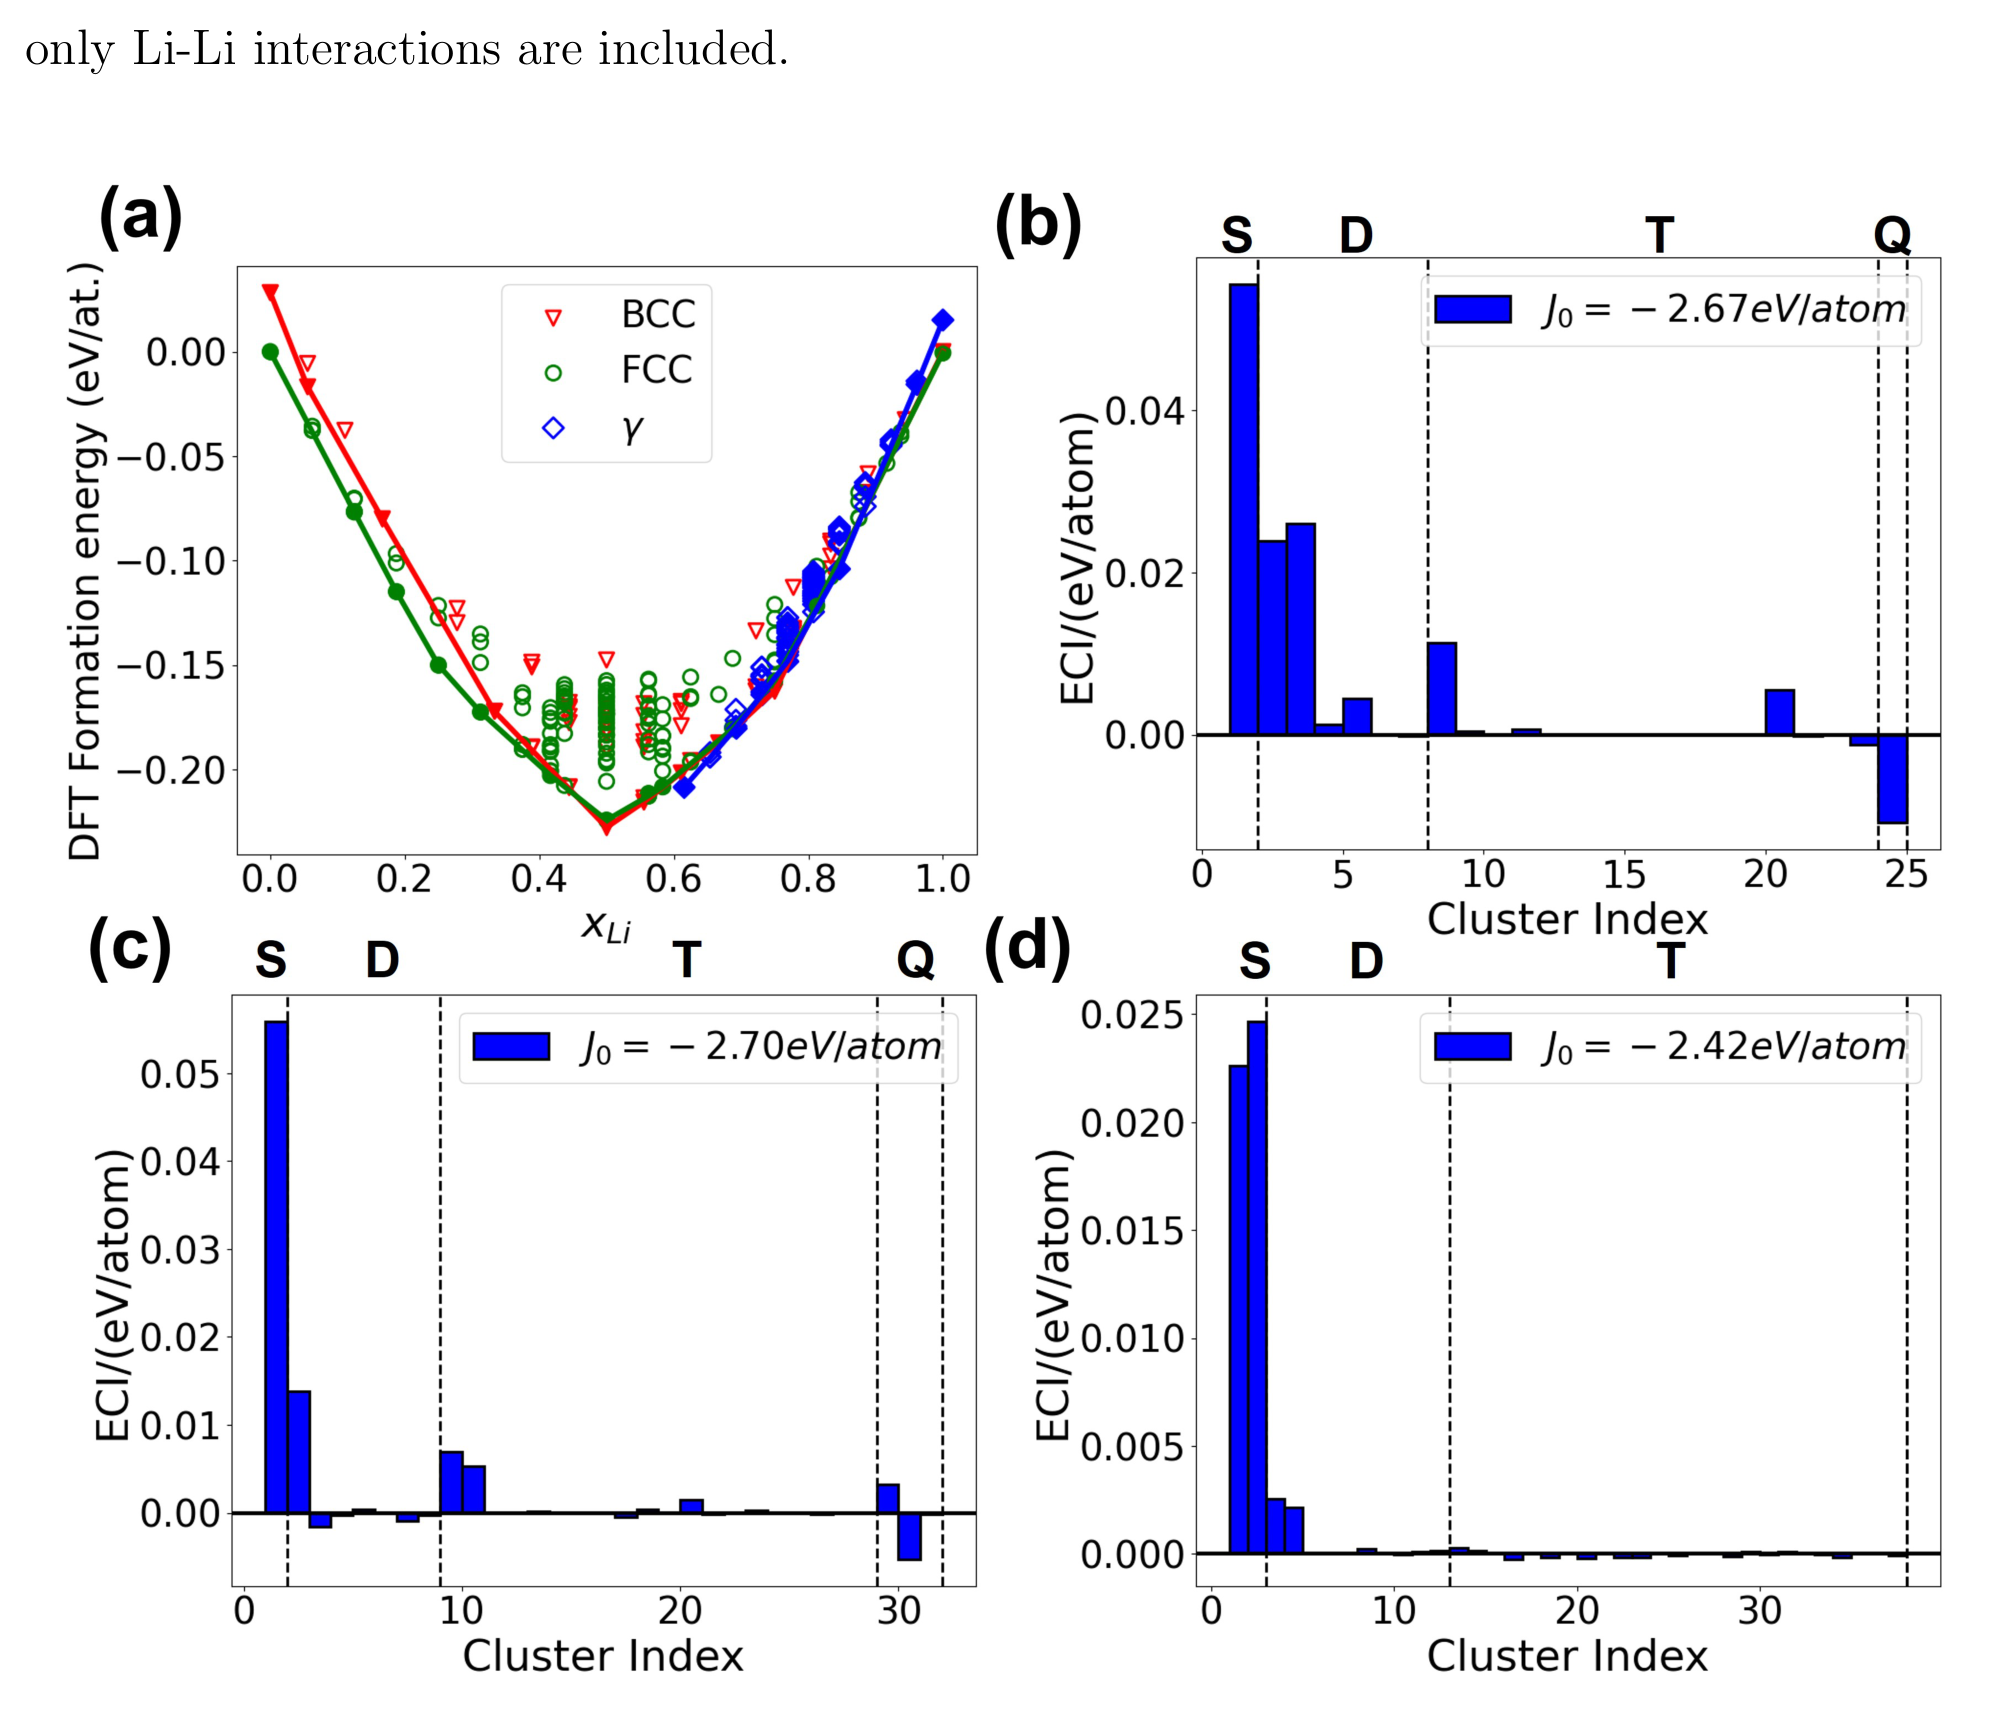 only Li-Li interactions are included.
(a)
DFT Formation energy (eV/at.)
0.00
−0.05
−0.10
−0.15
−0.20
BCC
FCC
γ
0.0 0.2 0.4 0.6 0.8 1.0
x_{Li}
(b)
S D T Q
J_0 = −2.67eV/atom
ECI/(eV/atom)
0.04
0.02
0.00
0 5 10 15 20 25
Cluster Index
(c)
S D T Q
J_0 = −2.70eV/atom
ECI/(eV/atom)
0.05
0.04
0.03
0.02
0.01
0.00
0 10 20 30
Cluster Index
(d)
S D T
J_0 = −2.42eV/atom
ECI/(eV/atom)
0.025
0.020
0.015
0.010
0.005
0.000
0 10 20 30
Cluster Index